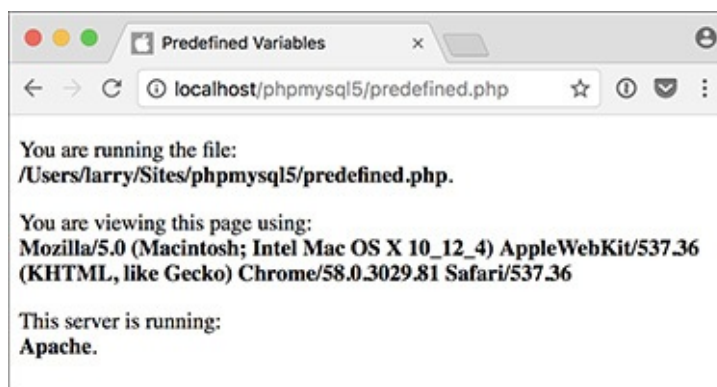 Predefined Variables
localhost/phpmysql5/predefined.php
You are running the file:
/Users/larry/Sites/phpmysql5/predefined.php.
You are viewing this page using:
Mozilla/5.0 (Macintosh; Intel Mac OS X 10_12_4) AppleWebKit/537.36
(KHTML, like Gecko) Chrome/58.0.3029.81 Safari/537.36
This server is running:
Apache.